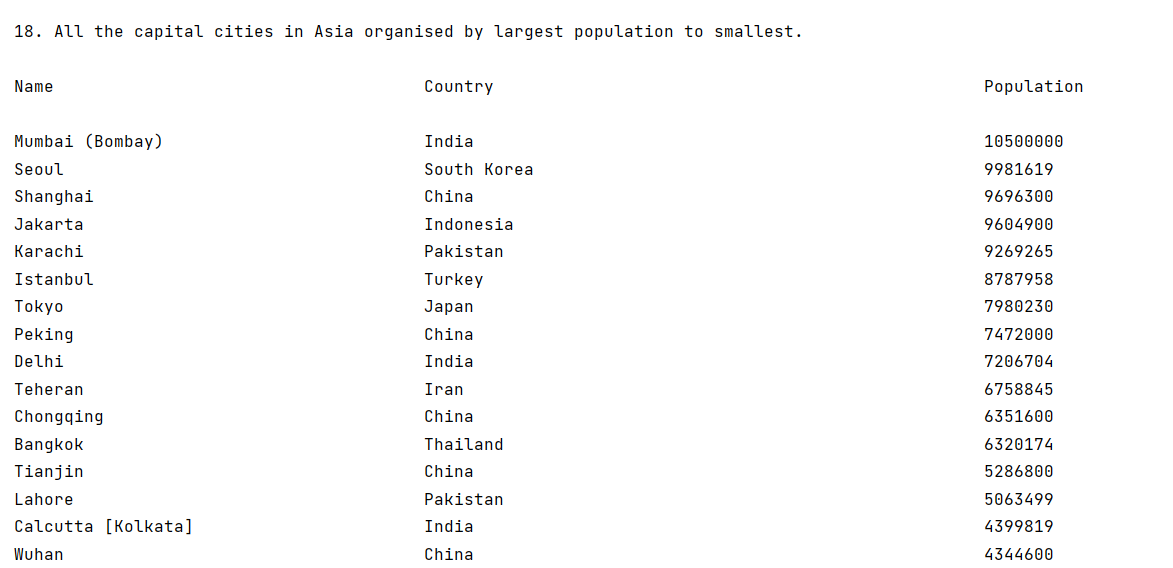 18. All the capital cities in Asia organised by largest population to smallest.
Name Country Population
Mumbai (Bombay) India 10500000
Seoul South Korea 9981619
Shanghai China 9696300
Jakarta Indonesia 9604900
Karachi Pakistan 9269265
Istanbul Turkey 8787958
Tokyo Japan 7980230
Peking China 7472000
Delhi India 7206704
Teheran Iran 6758845
Chongqing China 6351600
Bangkok Thailand 6320174
Tianjin China 5286800
Lahore Pakistan 5063499
Calcutta [Kolkata] India 4399819
Wuhan China 4344600